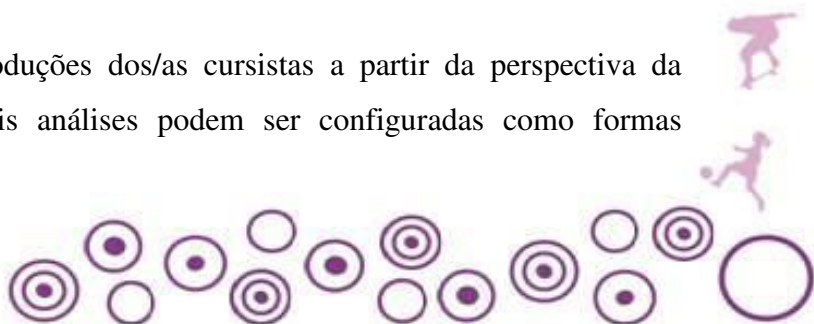 oduções dos/as cursistas a partir da perspectiva da
is análises podem ser configuradas como formas